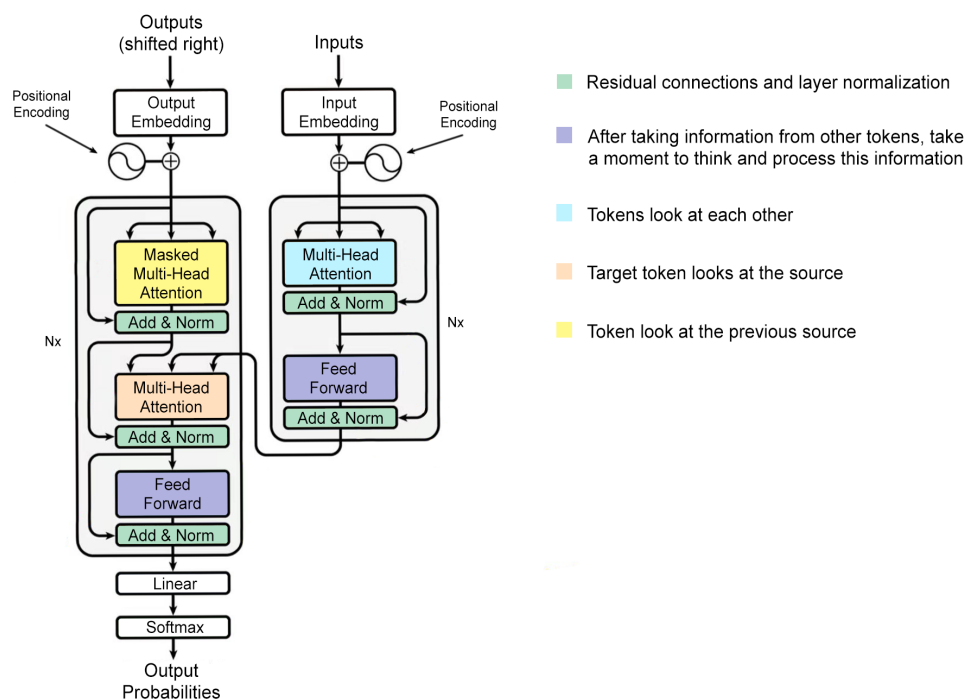 Outputs
(shifted right)
Inputs
Positional
Encoding
Output
Embedding
Input
Embedding
Positional
Encoding
Masked
Multi-Head
Attention
Add & Norm
Nx
Multi-Head
Attention
Add & Norm
Feed
Forward
Add & Norm
Linear
Softmax
Output
Probabilities
Multi-Head
Attention
Add & Norm
Nx
Feed
Forward
Add & Norm
Residual connections and layer normalization
After taking information from other tokens, take
a moment to think and process this information
Tokens look at each other
Target token looks at the source
Token look at the previous source